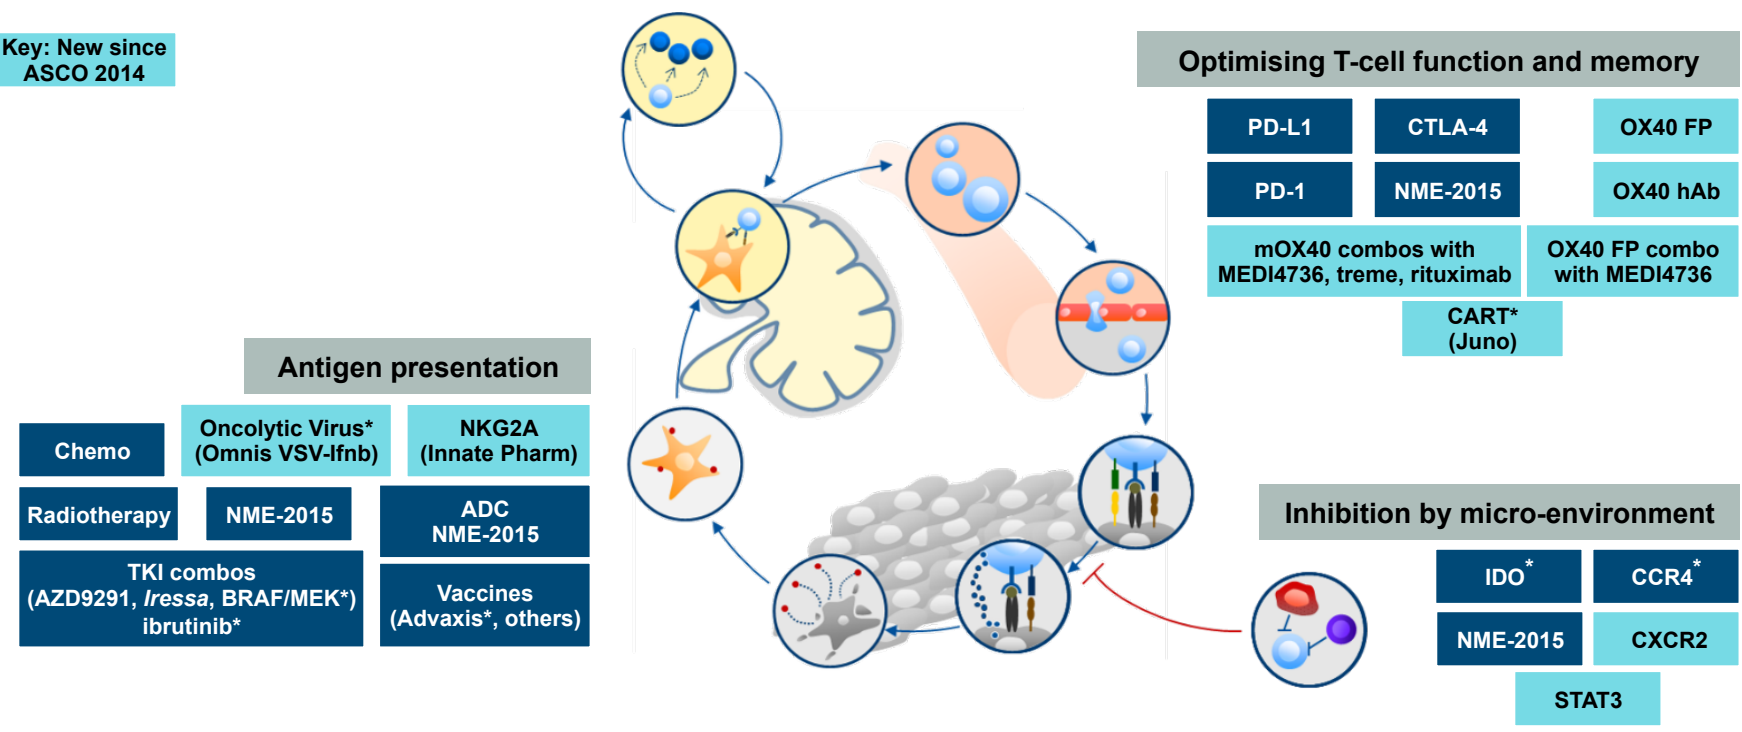 Key: New since
ASCO 2014
Optimising T-cell function and memory
PD-L1
CTLA-4
OX40 FP
PD-1
NME-2015
OX40 hAb
mOX40 combos with
MEDI4736, treme, rituximab
OX40 FP combo
with MEDI4736
CART*
(Juno)
Antigen presentation
Chemo
Oncolytic Virus*
(Omnis VSV-Ifnb)
NKG2A
(Innate Pharm)
Radiotherapy
NME-2015
ADC
NME-2015
TKI combos
(AZD9291, Iressa, BRAF/MEK*)
ibrutinib*
Vaccines
(Advaxis*, others)
Inhibition by micro-environment
IDO*
CCR4*
NME-2015
CXCR2
STAT3